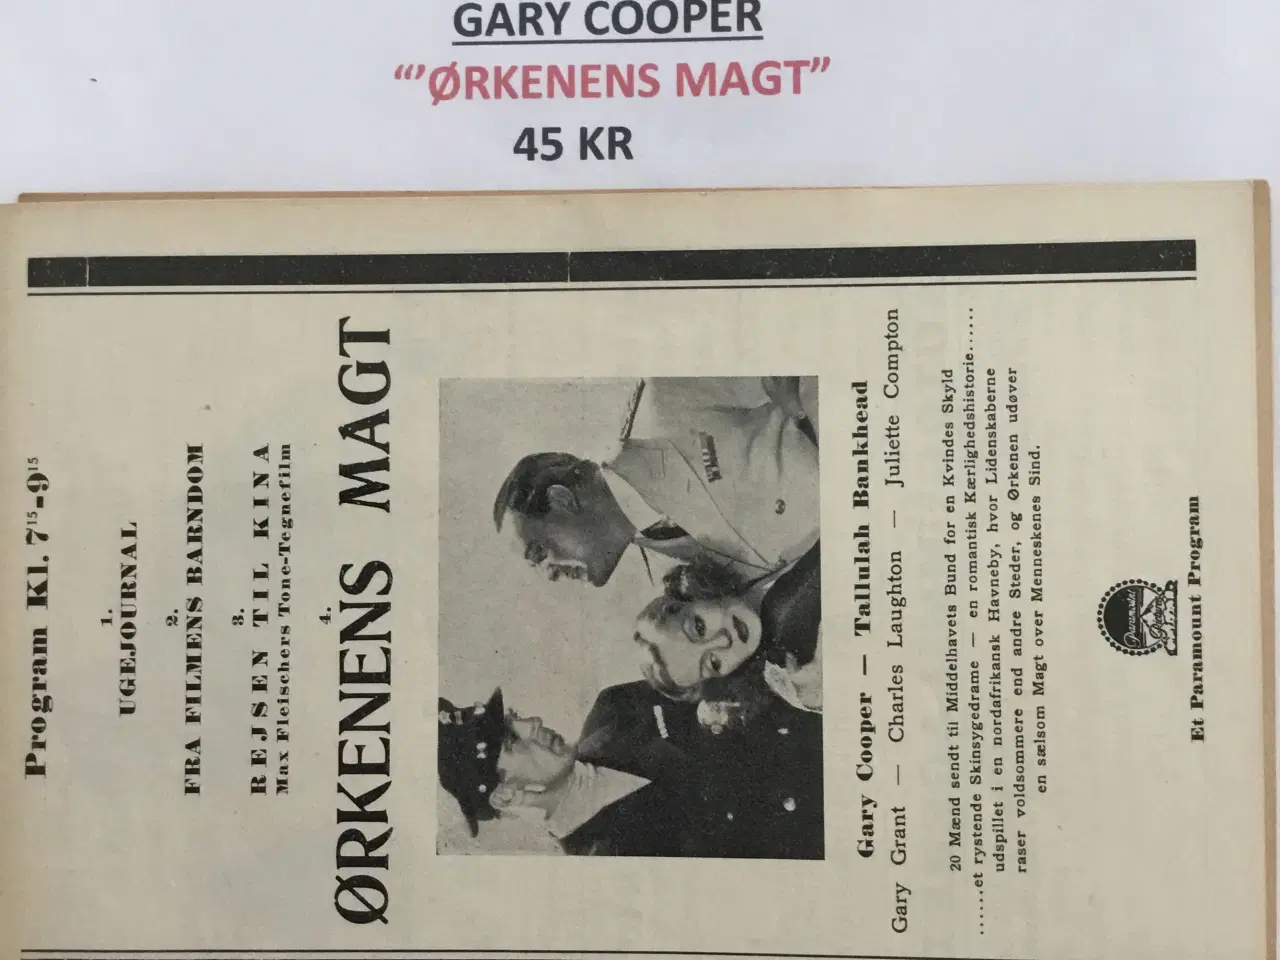 GARY COOPER
“’ØRKENENS MAGT”
45 KR
Program Kl. 7¹⁵-9¹⁵
1.
UGEJOURNAL
2.
FRA FILMENS BARNDOM
3.
REJSEN TIL KINA
Max Fleischers Tone-Tegnefilm
4.
ØRKENENS MAGT
Gary Cooper — Tallulah Bankhead
Gary Grant — Charles Laughton — Juliette Compton
20 Mænd sendt til Middelhavets Bund for en Kvindes Skyld
......et rystende Skinsygedrame — en romantisk Kærlighedshistorie......
udspillet i en nordafrikansk Havneby, hvor Lidenskaberne
raser voldsommere end andre Steder, og Ørkenen udøver
en sælsom Magt over Menneskenes Sind.
Paramount
Et Paramount Program